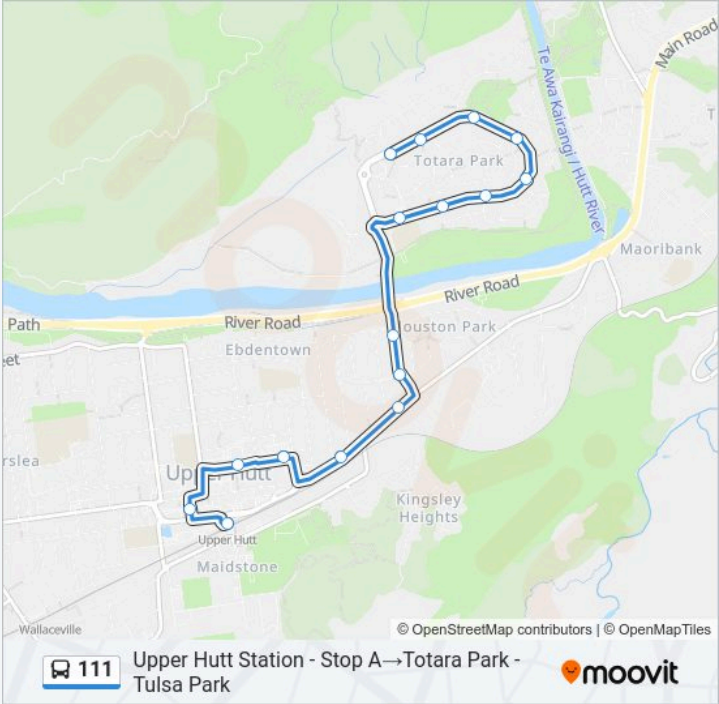 Main Road
Te Awa Kairangi / Hutt River
Totara Park
Maoribank
River Road
Path
River Road
ouston Park
Ebdentown
eet
rslea
Upper Hutt
Kingsley
Heights
Upper Hutt
Maidstone
Wallaceville
© OpenStreetMap contributors | © OpenMapTiles
111
Upper Hutt Station - Stop A→Totara Park -
Tulsa Park
moovit